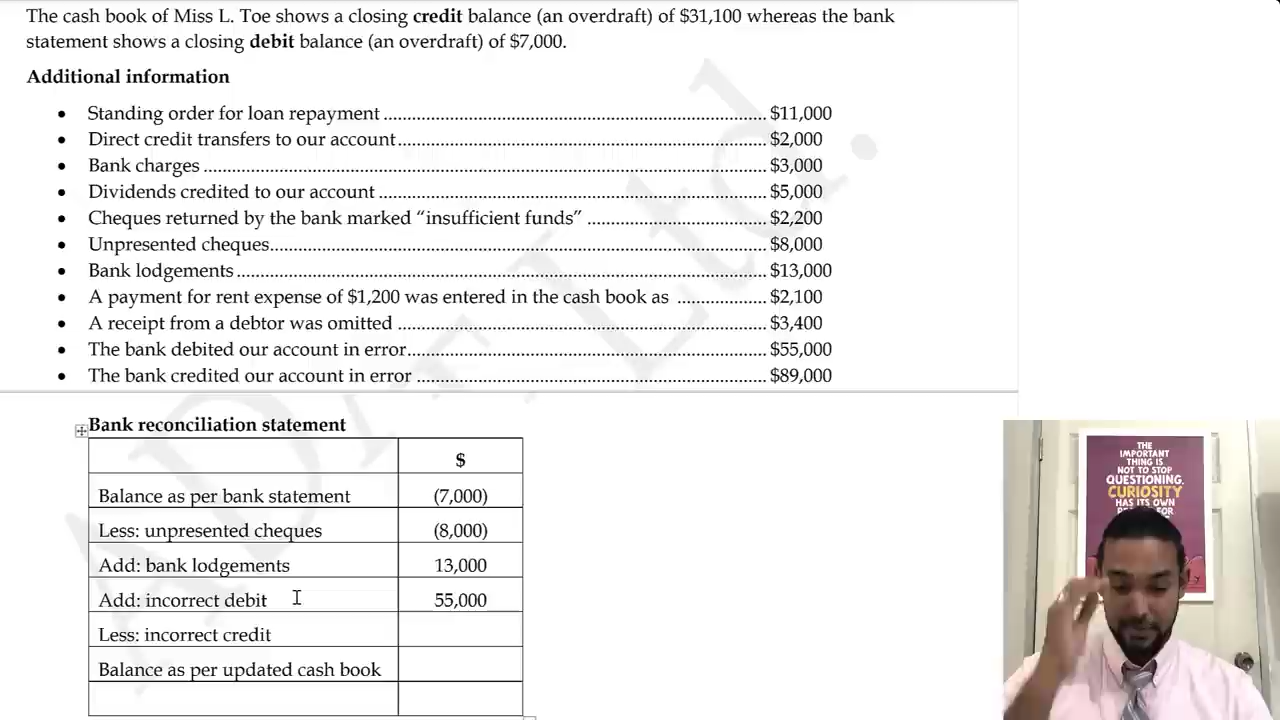 The cash book of Miss L. Toe shows a closing credit balance (an overdraft) of $31,100 whereas the bank
statement shows a closing debit balance (an overdraft) of $7,000.
Additional information
• Standing order for loan repayment ........ $11,000
• Direct credit transfers to our account ........ $2,000
• Bank charges ........ $3,000
• Dividends credited to our account ........ $5,000
• Cheques returned by the bank marked “insufficient funds” ........ $2,200
• Unpresented cheques ........ $8,000
• Bank lodgements ........ $13,000
• A payment for rent expense of $1,200 was entered in the cash book as ........ $2,100
• A receipt from a debtor was omitted ........ $3,400
• The bank debited our account in error ........ $55,000
• The bank credited our account in error ........ $89,000
Bank reconciliation statement
$
Balance as per bank statement (7,000)
Less: unpresented cheques (8,000)
Add: bank lodgements 13,000
Add: incorrect debit 55,000
Less: incorrect credit
Balance as per updated cash book
THE
IMPORTANT
THING IS
NOT TO STOP
QUESTIONING.
CURIOSITY
HAS ITS OWN
FOR